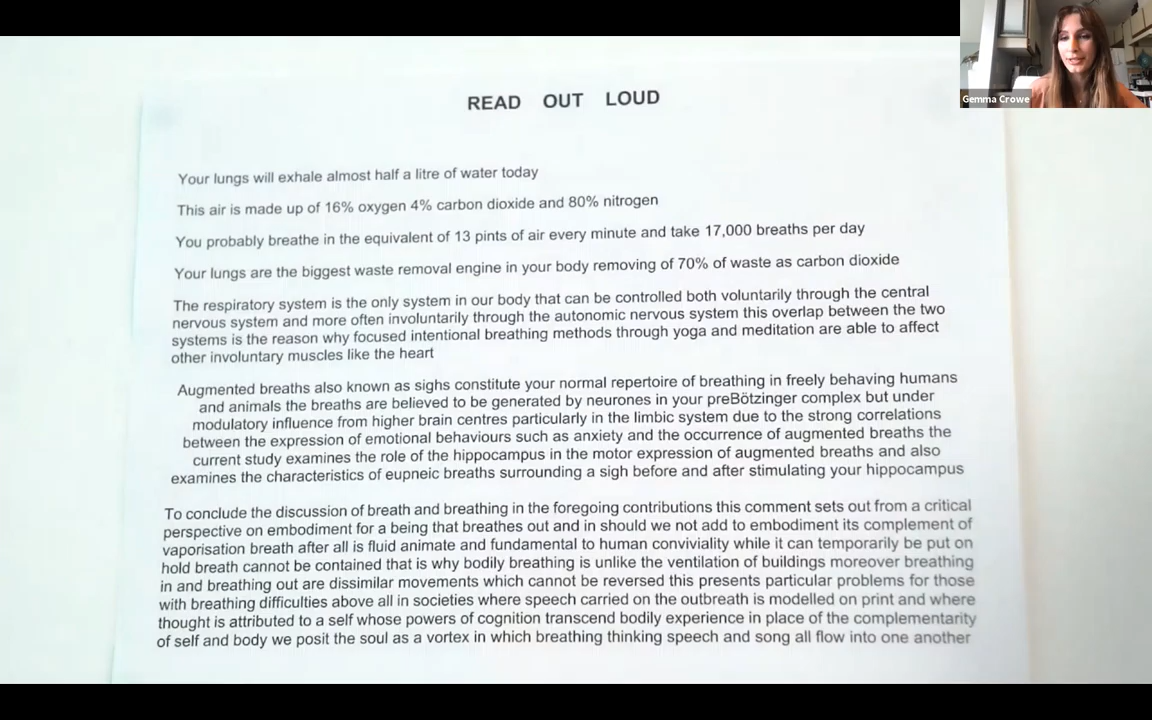 READ OUT LOUD
Gemma Crowe
Your lungs will exhale almost half a litre of water today
This air is made up of 16% oxygen 4% carbon dioxide and 80% nitrogen
You probably breathe in the equivalent of 13 pints of air every minute and take 17,000 breaths per day
Your lungs are the biggest waste removal engine in your body removing of 70% of waste as carbon dioxide
The respiratory system is the only system in our body that can be controlled both voluntarily through the central
nervous system and more often involuntarily through the autonomic nervous system this overlap between the two
systems is the reason why focused intentional breathing methods through yoga and meditation are able to affect
other involuntary muscles like the heart
Augmented breaths also known as sighs constitute your normal repertoire of breathing in freely behaving humans
and animals the breaths are believed to be generated by neurones in your preBötzinger complex but under
modulatory influence from higher brain centres particularly in the limbic system due to the strong correlations
between the expression of emotional behaviours such as anxiety and the occurrence of augmented breaths the
current study examines the role of the hippocampus in the motor expression of augmented breaths and also
examines the characteristics of eupneic breaths surrounding a sigh before and after stimulating your hippocampus
To conclude the discussion of breath and breathing in the foregoing contributions this comment sets out from a critical
perspective on embodiment for a being that breathes out and in should we not add to embodiment its complement of
vaporisation breath after all is fluid animate and fundamental to human conviviality while it can temporarily be put on
hold breath cannot be contained that is why bodily breathing is unlike the ventilation of buildings moreover breathing
in and breathing out are dissimilar movements which cannot be reversed this presents particular problems for those
with breathing difficulties above all in societies where speech carried on the outbreath is modelled on print and where
thought is attributed to a self whose powers of cognition transcend bodily experience in place of the complementarity
of self and body we posit the soul as a vortex in which breathing thinking speech and song all flow into one another